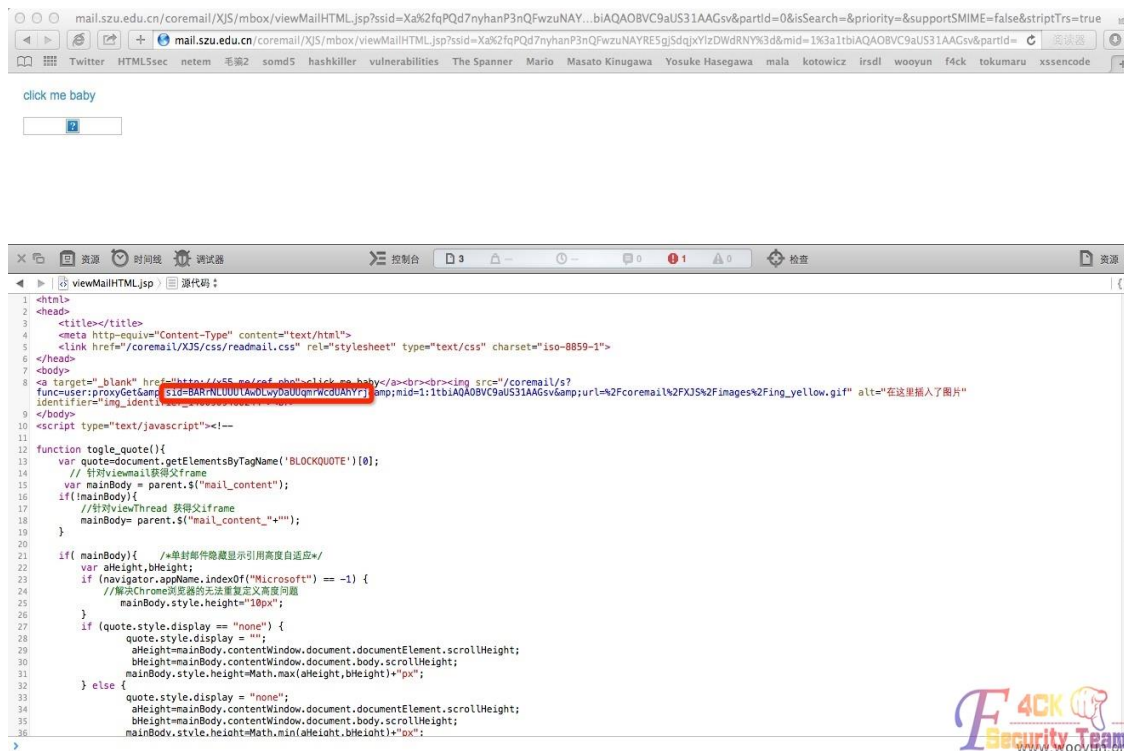 mail.szu.edu.cn/coremail/XJS/mbox/viewMailHTML.jsp?ssid=Xa%2fqPQd7nyhanP3nQFwzuNAY...biAQAOBVC9aUS31AAGsv&partId=0&isSearch=&priority=&supportSMIME=false&striptTrs=true
mail.szu.edu.cn/coremail/XJS/mbox/viewMailHTML.jsp?ssid=Xa%2fqPQd7nyhanP3nQFwzuNAYRE5gjSdqjxYlzDWdRNY%3d&mid=1%3a1tbiAQAOBVC9aUS31AAGsv&partId= 阅读器
Twitter HTML5sec netem 毛骗2 somd5 hashkiller vulnerabilities The Spanner Mario Masato Kinugawa Yosuke Hasegawa mala kotowicz irsdl wooyun f4ck tokumaru xssencode
click me baby
资源 时间线 调试器 控制台 3 — — 0 1 0 检查 资源
viewMailHTML.jsp 源代码
1 <html>
2 <head>
3 <title></title>
4 <meta http-equiv="Content-Type" content="text/html">
5 <link href="/coremail/XJS/css/readmail.css" rel="stylesheet" type="text/css" charset="iso-8859-1">
6 </head>
7 <body>
8 <a target="_blank" href="http://x55.me/ref.php">click me baby</a><br><br><img src="/coremail/s?
func=user:proxyGet&amp;sid=BARrNLUUUlAwDLwyDaUUqmrWcdUAhYrj&amp;mid=1:1tbiAQAOBVC9aUS31AAGsv&amp;url=%2Fcoremail%2FXJS%2Fimages%2Fing_yellow.gif" alt="在这里插入了图片"
identifier="img_identifier_
9 </body>
10 <script type="text/javascript"><!--
11
12 function togle_quote(){
13 var quote=document.getElementsByTagName('BLOCKQUOTE')[0];
14 // 针对viewmail获得父frame
15 var mainBody = parent.$("mail_content");
16 if(!mainBody){
17 //针对viewThread 获得父iframe
18 mainBody= parent.$("mail_content_"+"");
19 }
20
21 if( mainBody){ /*单封邮件隐藏显示引用高度自适应*/
22 var aHeight,bHeight;
23 if (navigator.appName.indexOf("Microsoft") == -1) {
24 //解决Chrome浏览器的无法重复定义高度问题
25 mainBody.style.height="10px";
26 }
27 if (quote.style.display == "none") {
28 quote.style.display = "";
29 aHeight=mainBody.contentWindow.document.documentElement.scrollHeight;
30 bHeight=mainBody.contentWindow.document.body.scrollHeight;
31 mainBody.style.height=Math.max(aHeight,bHeight)+"px";
32 } else {
33 quote.style.display = "none";
34 aHeight=mainBody.contentWindow.document.documentElement.scrollHeight;
35 bHeight=mainBody.contentWindow.document.body.scrollHeight;
36 mainBody.style.height=Math.min(aHeight,bHeight)+"px";
F4CK
Security Team